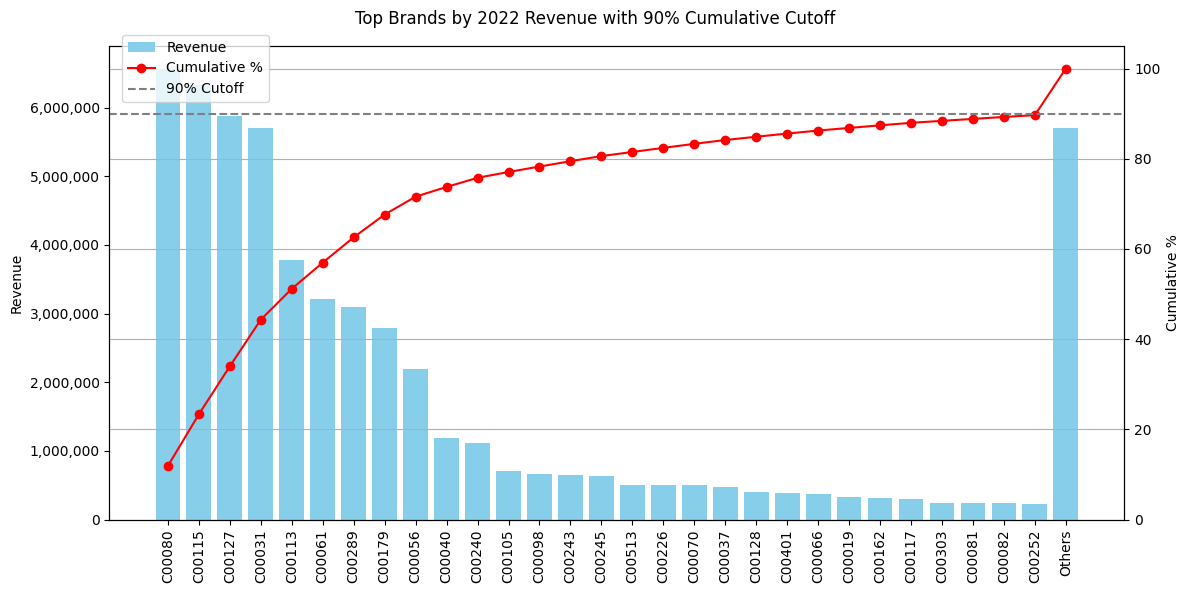 Top Brands by 2022 Revenue with 90% Cumulative Cutoff
Revenue
Cumulative %
90% Cutoff
Revenue
6,000,000
5,000,000
4,000,000
3,000,000
2,000,000
1,000,000
0
100
80
60
40
20
0
Cumulative %
C00080
C00115
C00127
C00031
C00113
C00061
C00289
C00179
C00056
C00040
C00240
C00105
C00098
C00243
C00245
C00513
C00226
C00070
C00037
C00128
C00401
C00066
C00019
C00162
C00117
C00303
C00081
C00082
C00252
Others